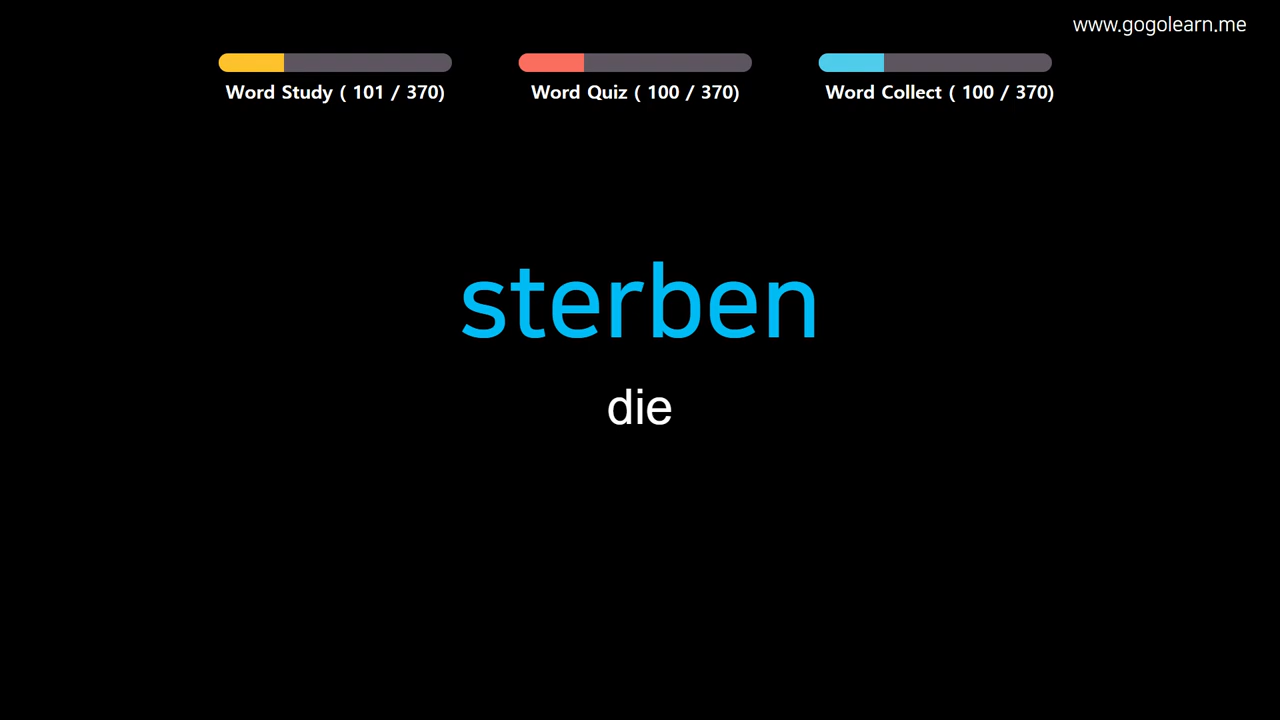 www.gogolearn.me
Word Study ( 101 / 370)
Word Quiz ( 100 / 370)
Word Collect ( 100 / 370)
sterben
die